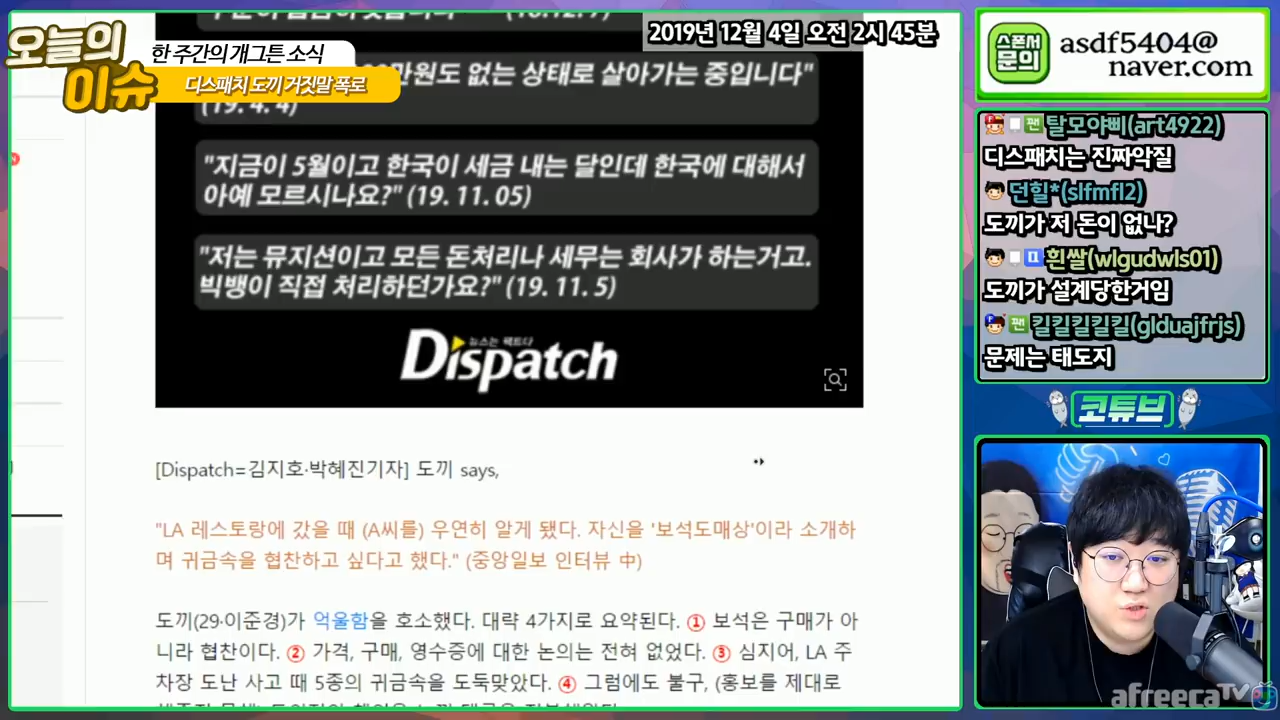 오늘의
이슈
한 주간의 개그튼 소식
디스패치 도끼 거짓말 폭로
2019년 12월 4일 오전 2시 45분
만원도 없는 상태로 살아가는 중입니다"
(19. 4. 4)
"지금이 5월이고 한국이 세금 내는 달인데 한국에 대해서
아예 모르시나요?" (19. 11. 05)
"저는 뮤지션이고 모든 돈처리나 세무는 회사가 하는거고.
빅뱅이 직접 처리하던가요?" (19. 11. 5)
뉴스는 팩트다
Dispatch
[Dispatch=김지호·박혜진기자] 도끼 says,
"LA 레스토랑에 갔을 때 (A씨를) 우연히 알게 됐다. 자신을 '보석도매상'이라 소개하
며 귀금속을 협찬하고 싶다고 했다." (중앙일보 인터뷰 中)
도끼(29·이준경)가 억울함을 호소했다. 대략 4가지로 요약된다. ① 보석은 구매가 아
니라 협찬이다. ② 가격, 구매, 영수증에 대한 논의는 전혀 없었다. ③ 심지어, LA 주
차장 도난 사고 때 5종의 귀금속을 도둑맞았다. ④ 그럼에도 불구, (홍보를 제대로
스폰서
문의
asdf5404@
naver.com
팬 탈모야삐(art4922)
디스패치는 진짜악질
던힐*(slfmfl2)
도끼가 저 돈이 없나?
흰쌀(wlgudwls01)
도끼가 설계당한거임
팬 킬킬킬킬킬(glduajfrjs)
문제는 태도지
코튜브
afreecaTV